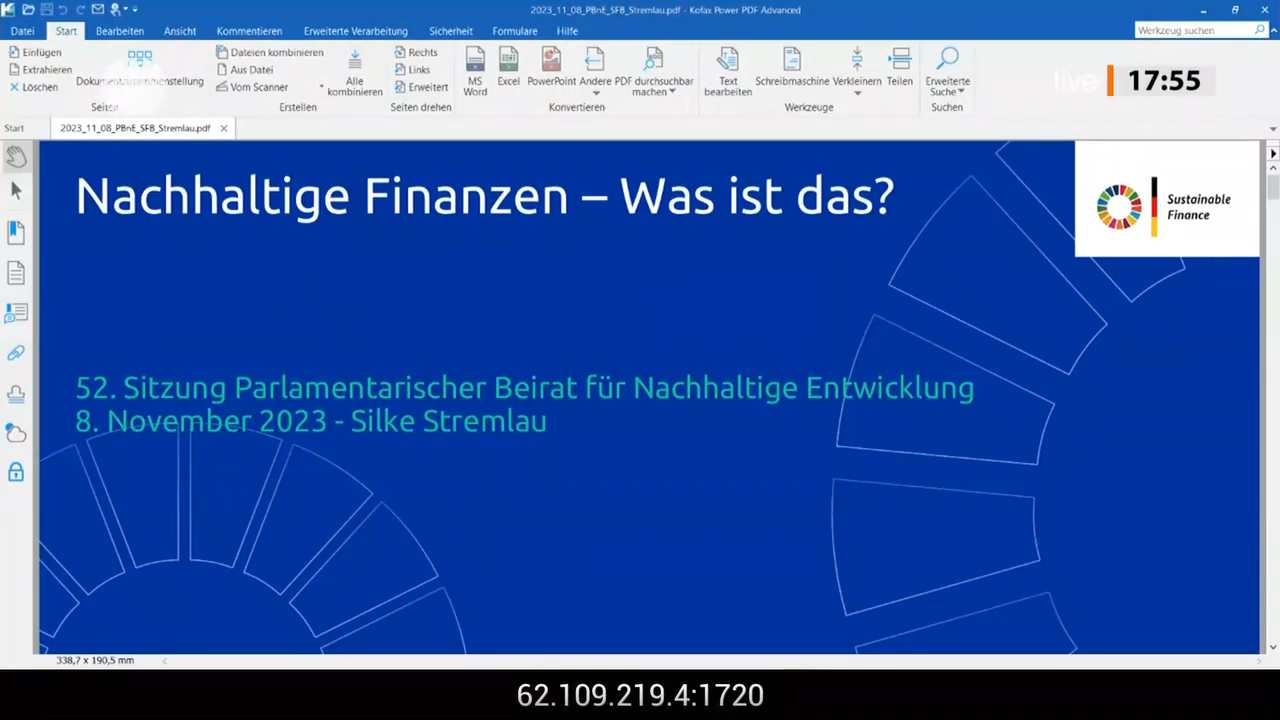 2023_11_08_PBnE_SFB_Stremlau.pdf - Kofax Power PDF Advanced
Datei Start Bearbeiten Ansicht Kommentieren Erweiterte Verarbeitung Sicherheit Formulare Hilfe
Werkzeug suchen
Einfügen
Extrahieren
Löschen
Dokumentzusammenstellung
Seiten
Dateien kombinieren
Aus Datei
Vom Scanner
Alle
kombinieren
Erstellen
Rechts
Links
Erweitert
Seiten drehen
MS
Word
Excel
PowerPoint
Andere
PDF durchsuchbar
machen
Konvertieren
Text
bearbeiten
Schreibmaschine
Verkleinern
Teilen
Werkzeuge
Erweiterte
Suche
Suchen
live
17:55
Start
2023_11_08_PBnE_SFB_Stremlau.pdf
Nachhaltige Finanzen – Was ist das?
Sustainable
Finance
52. Sitzung Parlamentarischer Beirat für Nachhaltige Entwicklung
8. November 2023 - Silke Stremlau
338,7 x 190,5 mm
62.109.219.4:1720